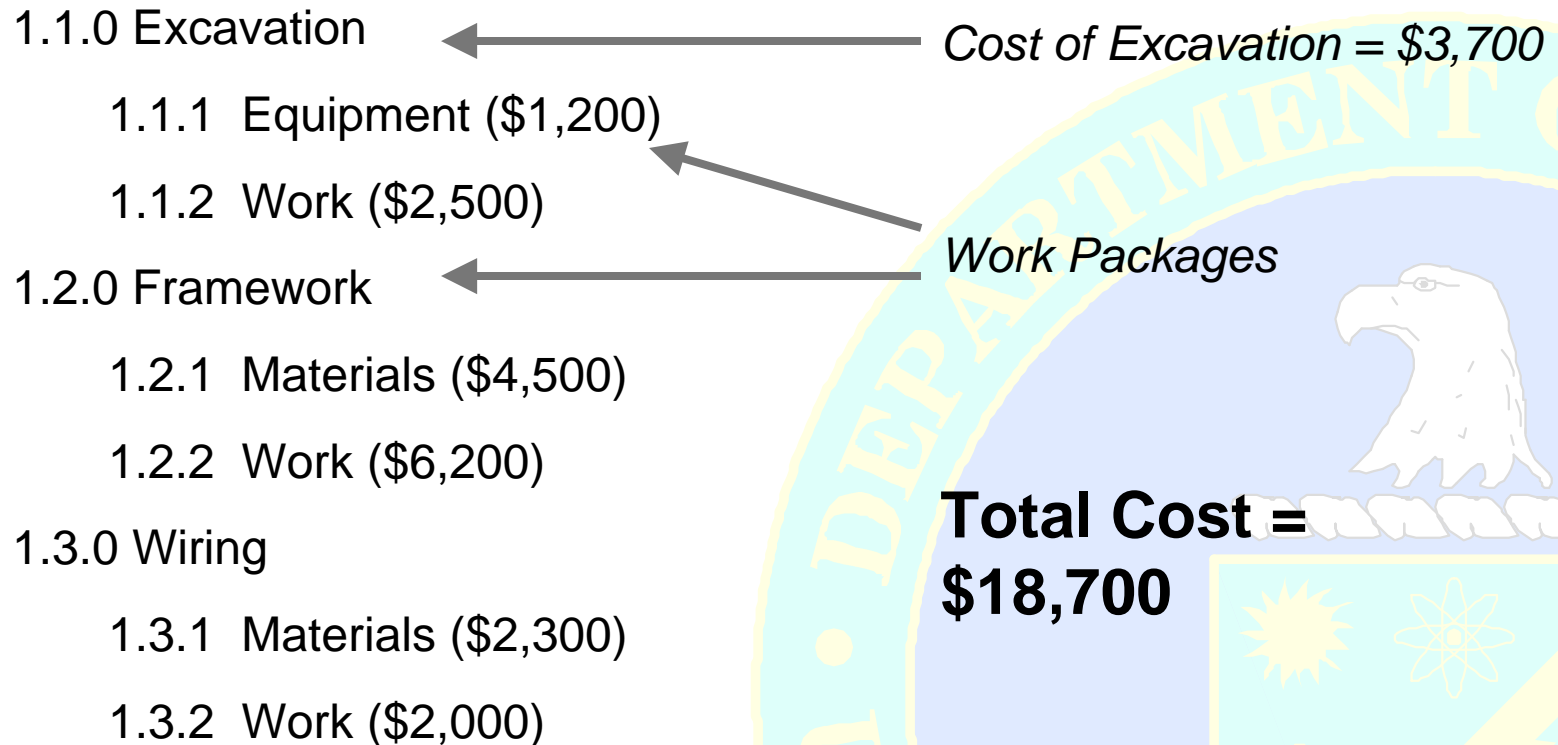 1.1.0 Excavation
Cost of Excavation = $3,700
1.1.1 Equipment ($1,200)
1.1.2 Work ($2,500)
Work Packages
1.2.0 Framework
1.2.1 Materials ($4,500)
1.2.2 Work ($6,200)
Total Cost =
$18,700
1.3.0 Wiring
1.3.1 Materials ($2,300)
1.3.2 Work ($2,000)
DEPARTMENT